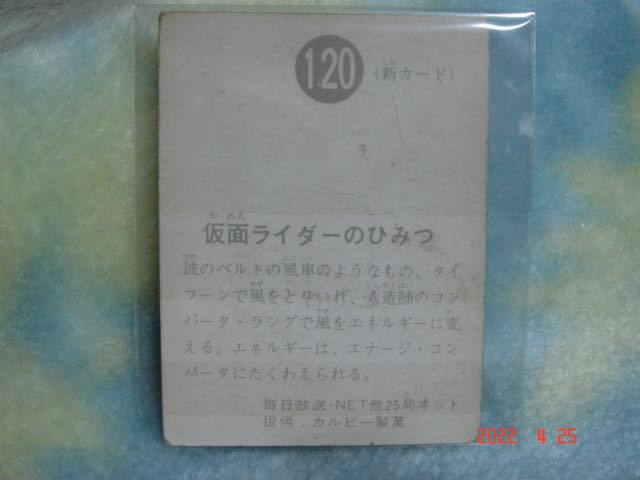 120 (新カード)
仮面ライダーのひみつ
彼のベルトの風車のようなもの、タイ
フーンで風をとりいれ、人造肺のコン
バータ・ラングで風をエネルギーに変
える。エネルギーは、エナージ・コン
バータにたくわえられる。
毎日放送・NET他25局ネット
提供．カルビー製菓
2022 4 25